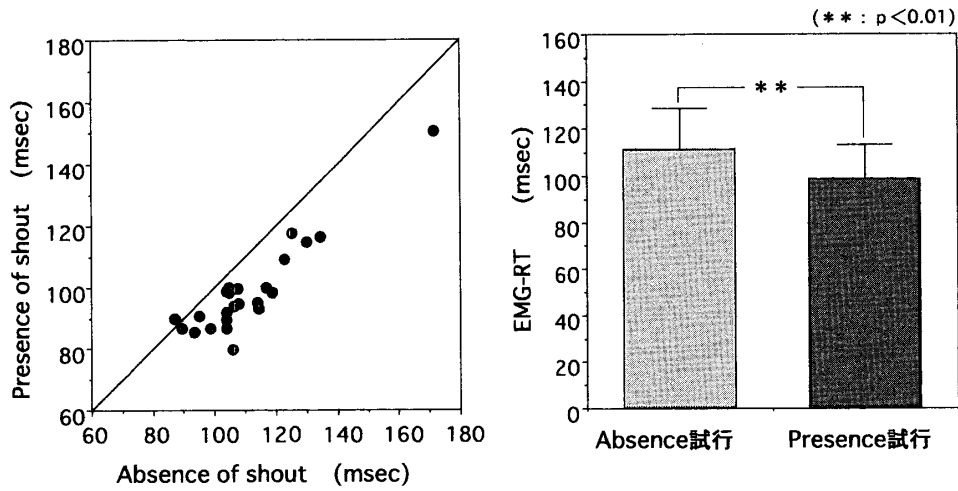 (**: p<0.01)
Presence of shout (msec)
180
160
140
120
100
80
60
60 80 100 120 140 160 180
Absence of shout (msec)
EMG-RT (msec)
160
140
120
100
80
60
40
20
0
**
Absence試行 Presence試行